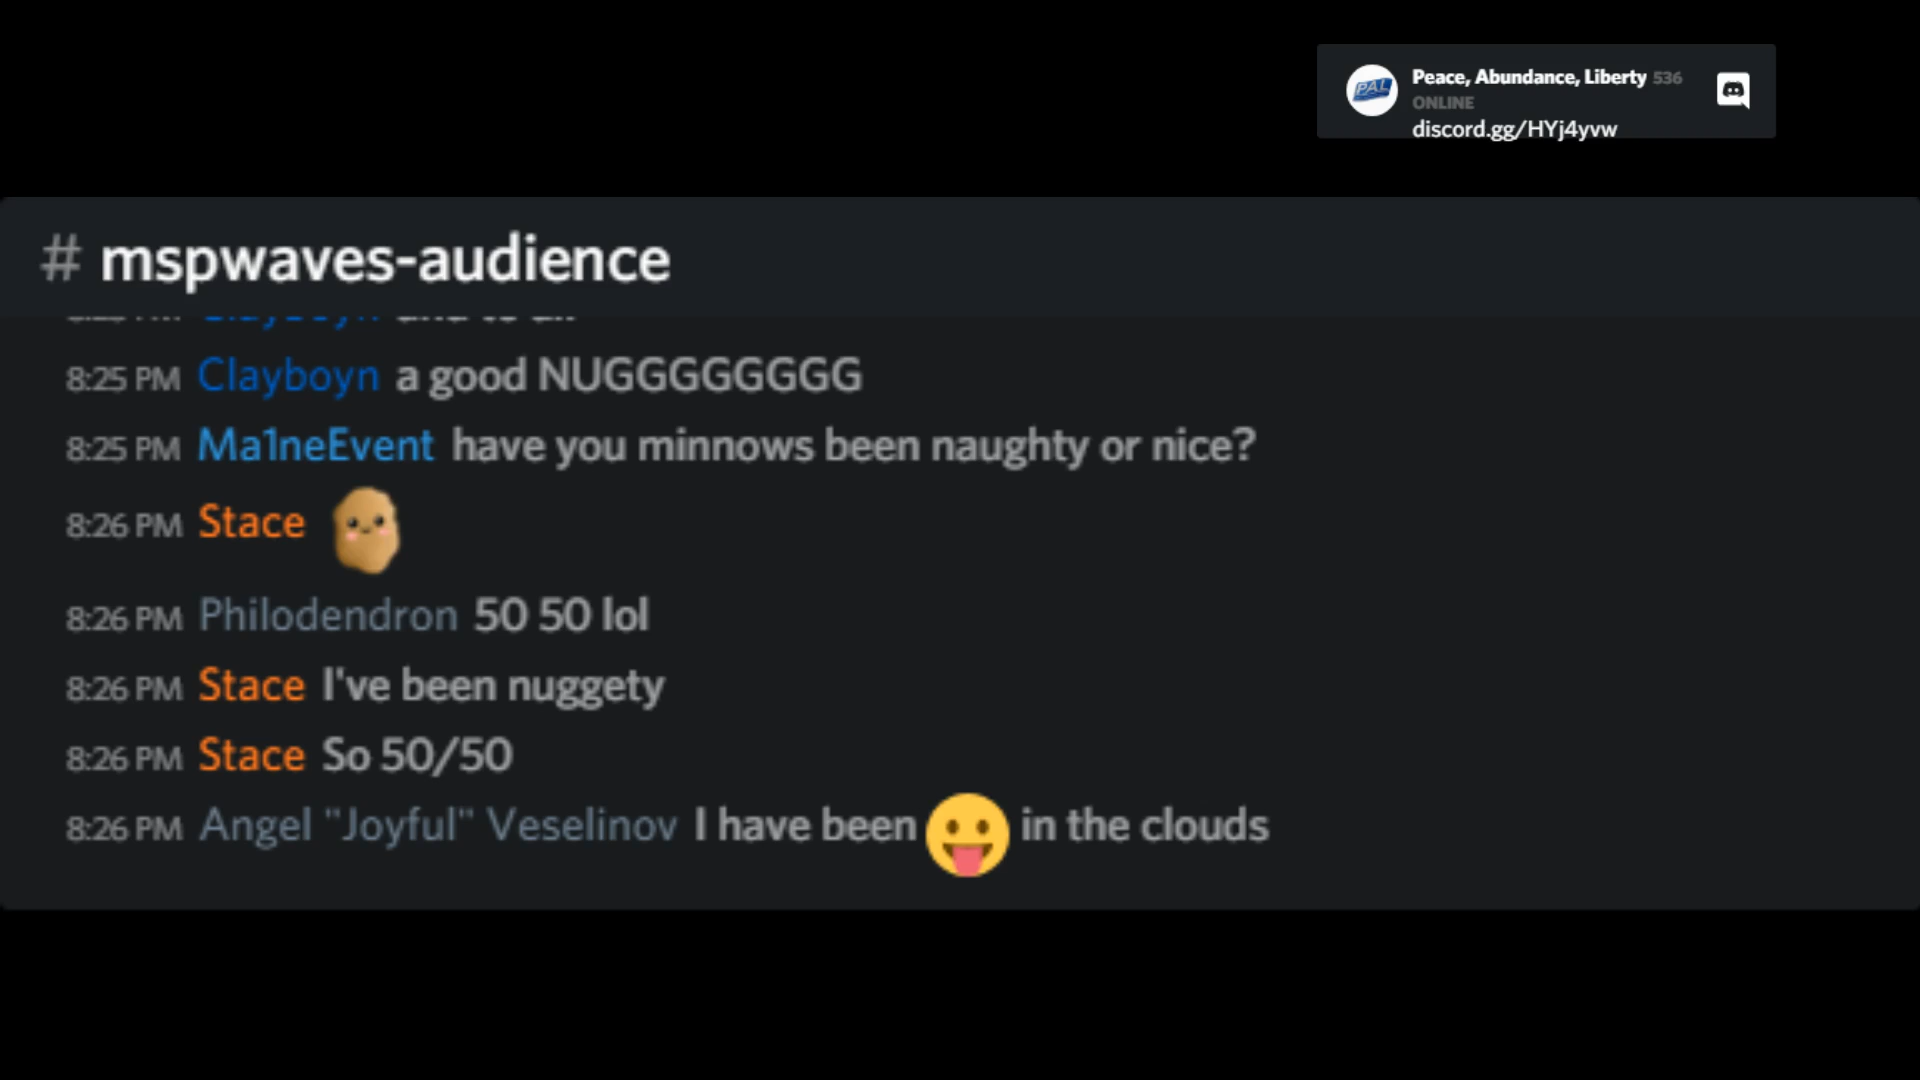 PAL
Peace, Abundance, Liberty 536
ONLINE
discord.gg/HYj4yvw
# mspwaves-audience
8:25 PM Clayboyn a good NUGGGGGGGG
8:25 PM Ma1neEvent have you minnows been naughty or nice?
8:26 PM Stace
8:26 PM Philodendron 50 50 lol
8:26 PM Stace I've been nuggety
8:26 PM Stace So 50/50
8:26 PM Angel "Joyful" Veselinov I have been 😛 in the clouds